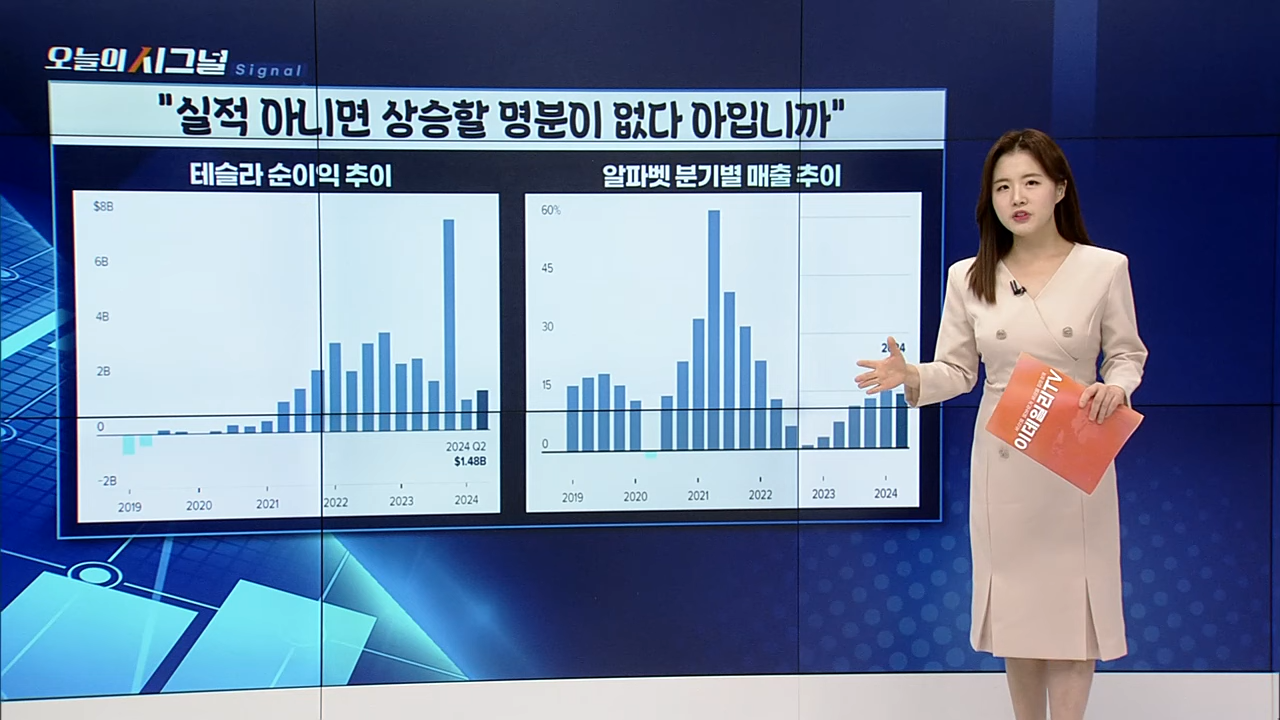 오늘의 시그널 Signal
"실적 아니면 상승할 명분이 없다 아입니까"
테슬라 순이익 추이
$8B
6B
4B
2B
0
-2B
2024 Q2
$1.48B
2019 2020 2021 2022 2023 2024
알파벳 분기별 매출 추이
60%
45
30
15
0
2024
2019 2020 2021 2022 2023 2024
이데일리TV